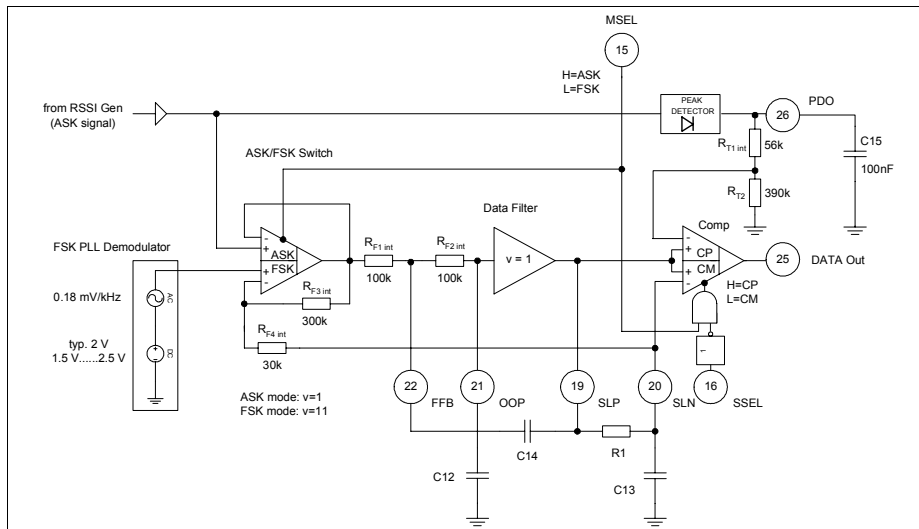 MSEL
15
H=ASK
L=FSK
from RSSI Gen
(ASK signal)
PEAK
DETECTOR
26
PDO
R_T1 int
56k
C15
100nF
R_T2
390k
ASK/FSK Switch
Data Filter
Comp
FSK PLL Demodulator
-
+
ASK
FSK
+
-
R_F1 int
100k
R_F2 int
100k
v = 1
-
+
CP
CM
+
-
25
DATA Out
H=CP
L=CM
AC
0.18 mV/kHz
R_F3 int
300k
typ. 2 V
1.5 V......2.5 V
DC
R_F4 int
30k
1
ASK mode: v=1
FSK mode: v=11
22
FFB
21
OOP
19
SLP
20
SLN
16
SSEL
C14
R1
C12
C13